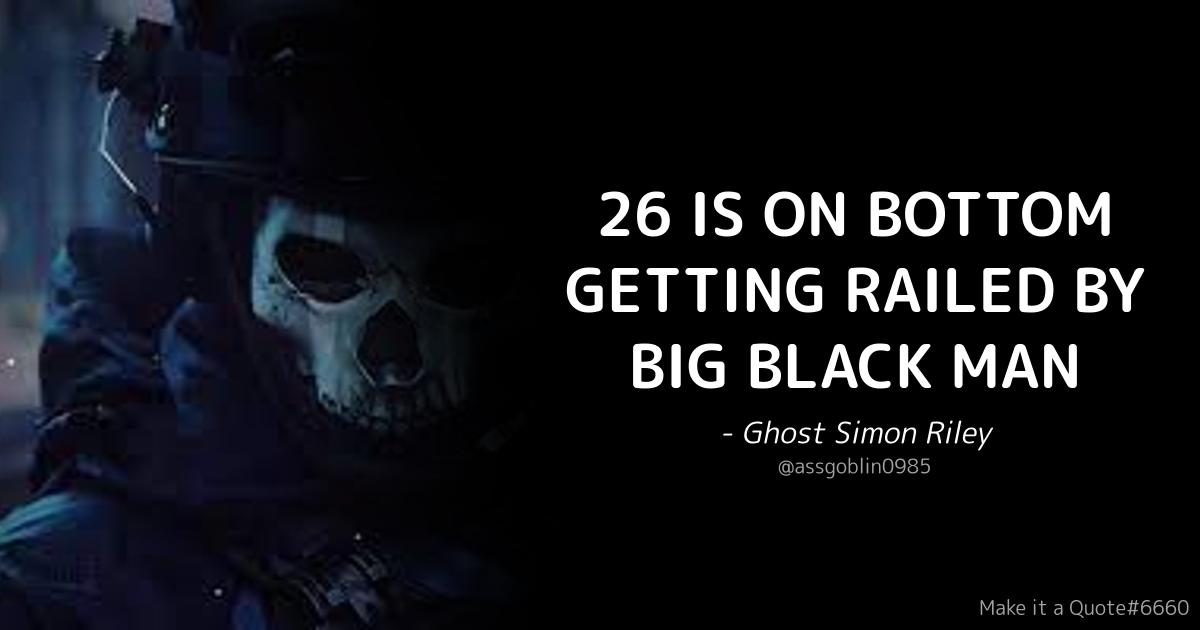 26 IS ON BOTTOM
GETTING RAILED BY
BIG BLACK MAN
- Ghost Simon Riley
@assgoblin0985
Make it a Quote#6660